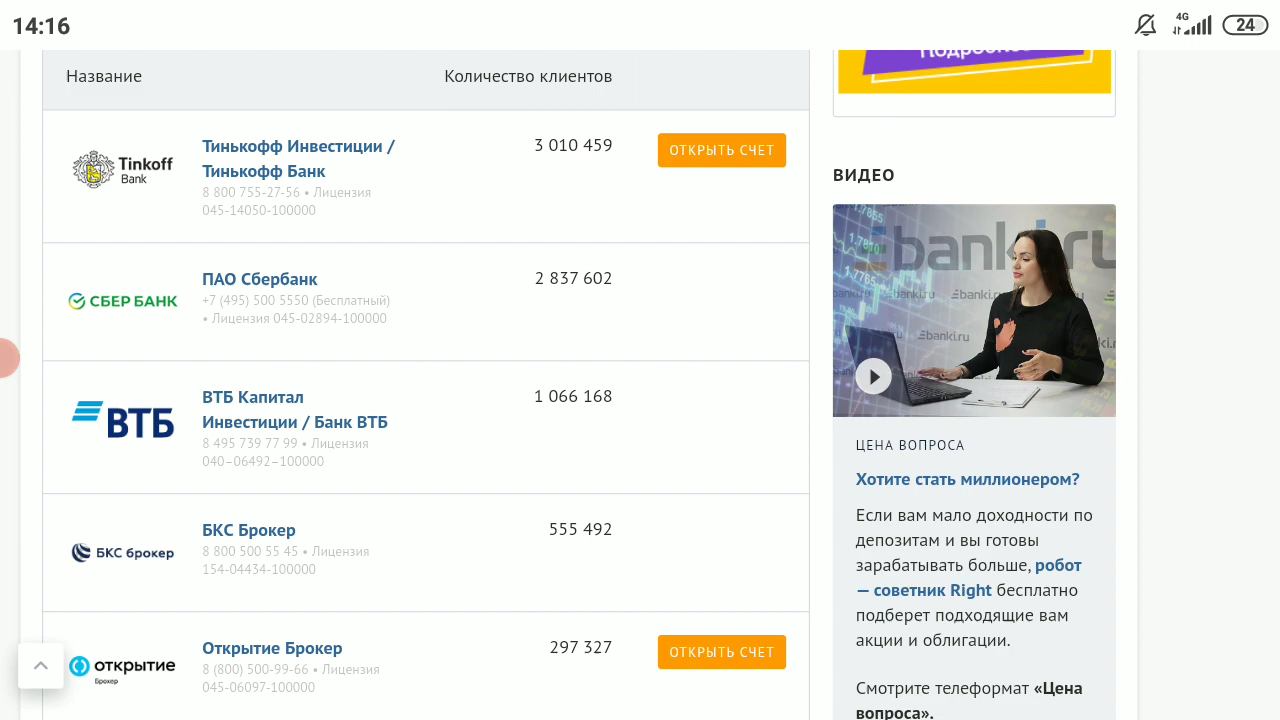 14:16
4G
24
Название
Количество клиентов
Tinkoff
Bank
Тинькофф Инвестиции /
Тинькофф Банк
8 800 755-27-56 • Лицензия
045-14050-100000
3 010 459
ОТКРЫТЬ СЧЕТ
СБЕР БАНК
ПАО Сбербанк
+7 (495) 500 5550 (Бесплатный)
• Лицензия 045-02894-100000
2 837 602
ВТБ
ВТБ Капитал
Инвестиции / Банк ВТБ
8 495 739 77 99 • Лицензия
040–06492–100000
1 066 168
БКС брокер
БКС Брокер
8 800 500 55 45 • Лицензия
154-04434-100000
555 492
открытие
Брокер
Открытие Брокер
8 (800) 500-99-66 • Лицензия
045-06097-100000
297 327
ОТКРЫТЬ СЧЕТ
ВИДЕО
banki.ru
banki.ru
banki.ru
ЦЕНА ВОПРОСА
Хотите стать миллионером?
Если вам мало доходности по
депозитам и вы готовы
зарабатывать больше, робот
— советник Right бесплатно
подберет подходящие вам
акции и облигации.
Смотрите телеформат «Цена
вопроса».